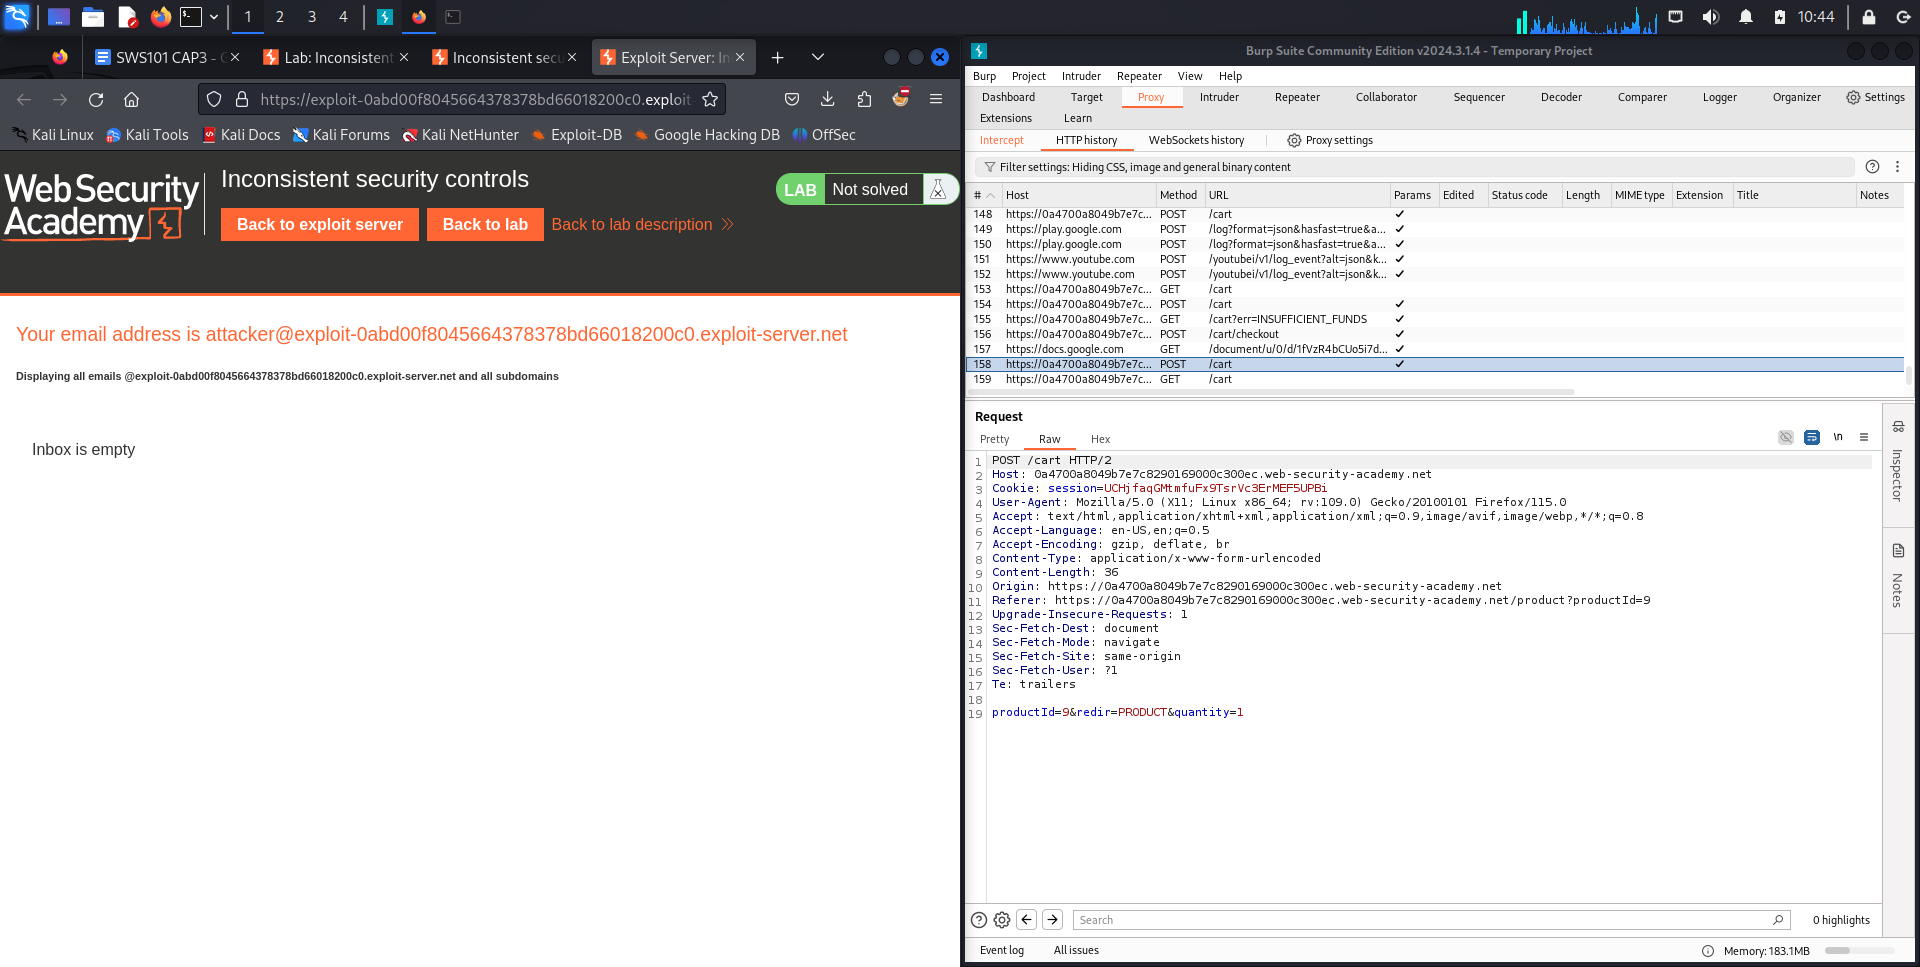 1 2 3 4 10:44
SWS101 CAP3 - G Lab: Inconsistent Inconsistent secu Exploit Server: In
https://exploit-0abd00f8045664378378bd66018200c0.exploit
Kali Linux Kali Tools Kali Docs Kali Forums Kali NetHunter Exploit-DB Google Hacking DB OffSec
Web Security
Academy
Inconsistent security controls
LAB Not solved
Back to exploit server Back to lab Back to lab description
Your email address is attacker@exploit-0abd00f8045664378378bd66018200c0.exploit-server.net
Displaying all emails @exploit-0abd00f8045664378378bd66018200c0.exploit-server.net and all subdomains
Inbox is empty
Burp Suite Community Edition v2024.3.1.4 - Temporary Project
Burp Project Intruder Repeater View Help
Dashboard Target Proxy Intruder Repeater Collaborator Sequencer Decoder Comparer Logger Organizer Settings
Extensions Learn
Intercept HTTP history WebSockets history Proxy settings
Filter settings: Hiding CSS, image and general binary content
# Host Method URL Params Edited Status code Length MIME type Extension Title Notes
148 https://0a4700a8049b7e7c... POST /cart ✓
149 https://play.google.com POST /log?format=json&hasfast=true&a... ✓
150 https://play.google.com POST /log?format=json&hasfast=true&a... ✓
151 https://www.youtube.com POST /youtubei/v1/log_event?alt=json&k... ✓
152 https://www.youtube.com POST /youtubei/v1/log_event?alt=json&k... ✓
153 https://0a4700a8049b7e7c... GET /cart
154 https://0a4700a8049b7e7c... POST /cart ✓
155 https://0a4700a8049b7e7c... GET /cart?err=INSUFFICIENT_FUNDS ✓
156 https://0a4700a8049b7e7c... POST /cart/checkout ✓
157 https://docs.google.com GET /document/u/0/d/1fVzR4bCUo5i7d... ✓
158 https://0a4700a8049b7e7c... POST /cart ✓
159 https://0a4700a8049b7e7c... GET /cart
Request
Pretty Raw Hex \n
1 POST /cart HTTP/2
2 Host: 0a4700a8049b7e7c8290169000c300ec.web-security-academy.net
3 Cookie: session=UCHjfaqGMtmfuFx9TsrVc3ErMEF5UPBi
4 User-Agent: Mozilla/5.0 (X11; Linux x86_64; rv:109.0) Gecko/20100101 Firefox/115.0
5 Accept: text/html,application/xhtml+xml,application/xml;q=0.9,image/avif,image/webp,*/*;q=0.8
6 Accept-Language: en-US,en;q=0.5
7 Accept-Encoding: gzip, deflate, br
8 Content-Type: application/x-www-form-urlencoded
9 Content-Length: 36
10 Origin: https://0a4700a8049b7e7c8290169000c300ec.web-security-academy.net
11 Referer: https://0a4700a8049b7e7c8290169000c300ec.web-security-academy.net/product?productId=9
12 Upgrade-Insecure-Requests: 1
13 Sec-Fetch-Dest: document
14 Sec-Fetch-Mode: navigate
15 Sec-Fetch-Site: same-origin
16 Sec-Fetch-User: ?1
17 Te: trailers
18
19 productId=9&redir=PRODUCT&quantity=1
Inspector
Notes
Search 0 highlights
Event log All issues Memory: 183.1MB